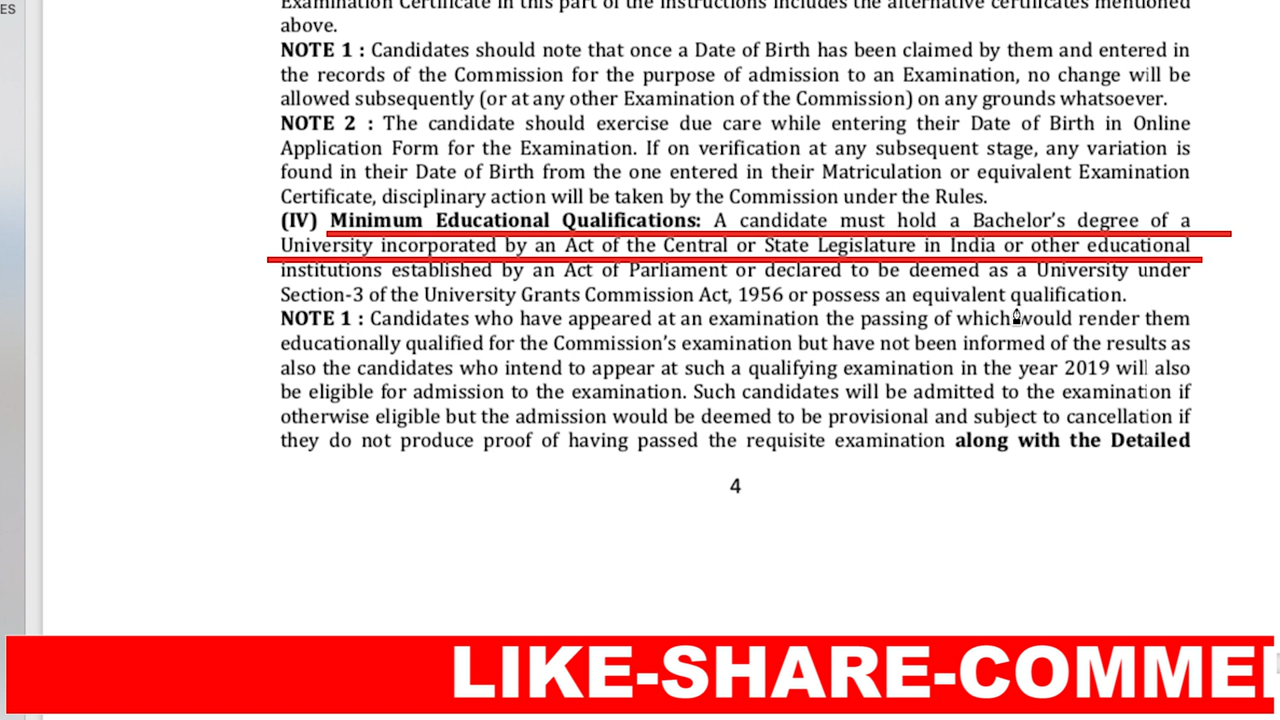 ES
Examination Certificate in this part of the instructions includes the alternative certificates mentioned
above.
NOTE 1 : Candidates should note that once a Date of Birth has been claimed by them and entered in
the records of the Commission for the purpose of admission to an Examination, no change will be
allowed subsequently (or at any other Examination of the Commission) on any grounds whatsoever.
NOTE 2 : The candidate should exercise due care while entering their Date of Birth in Online
Application Form for the Examination. If on verification at any subsequent stage, any variation is
found in their Date of Birth from the one entered in their Matriculation or equivalent Examination
Certificate, disciplinary action will be taken by the Commission under the Rules.
(IV) Minimum Educational Qualifications: A candidate must hold a Bachelor’s degree of a
University incorporated by an Act of the Central or State Legislature in India or other educational
institutions established by an Act of Parliament or declared to be deemed as a University under
Section-3 of the University Grants Commission Act, 1956 or possess an equivalent qualification.
NOTE 1 : Candidates who have appeared at an examination the passing of which would render them
educationally qualified for the Commission’s examination but have not been informed of the results as
also the candidates who intend to appear at such a qualifying examination in the year 2019 will also
be eligible for admission to the examination. Such candidates will be admitted to the examination if
otherwise eligible but the admission would be deemed to be provisional and subject to cancellation if
they do not produce proof of having passed the requisite examination along with the Detailed
4
LIKE-SHARE-COMME